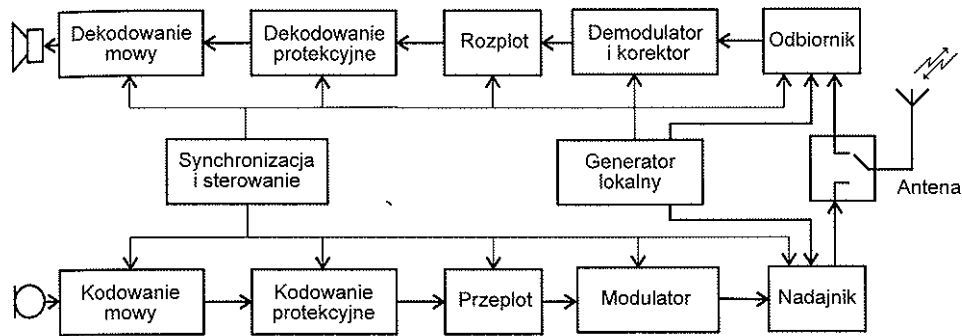 Dekodowanie
mowy
Dekodowanie
protekcyjne
Rozplot
Demodulator
i korektor
Odbiornik
Synchronizacja
i sterowanie
Generator
lokalny
Antena
Kodowanie
mowy
Kodowanie
protekcyjne
Przeplot
Modulator
Nadajnik